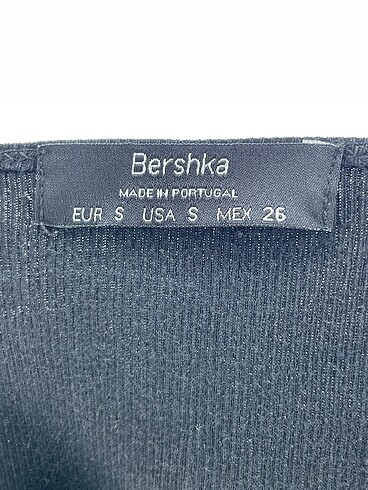 Bershka
MADE IN PORTUGAL
EUR S USA S MEX 26